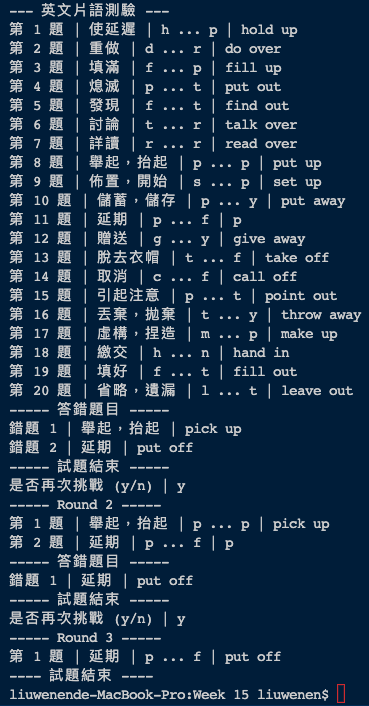 --- 英文片語測驗 ---
第 1 題 | 使延遲 | h ... p | hold up
第 2 題 | 重做 | d ... r | do over
第 3 題 | 填滿 | f ... p | fill up
第 4 題 | 熄滅 | p ... t | put out
第 5 題 | 發現 | f ... t | find out
第 6 題 | 討論 | t ... r | talk over
第 7 題 | 詳讀 | r ... r | read over
第 8 題 | 舉起，抬起 | p ... p | put up
第 9 題 | 佈置，開始 | s ... p | set up
第 10 題 | 儲蓄，儲存 | p ... y | put away
第 11 題 | 延期 | p ... f | p
第 12 題 | 贈送 | g ... y | give away
第 13 題 | 脫去衣帽 | t ... f | take off
第 14 題 | 取消 | c ... f | call off
第 15 題 | 引起注意 | p ... t | point out
第 16 題 | 丟棄，拋棄 | t ... y | throw away
第 17 題 | 虛構，捏造 | m ... p | make up
第 18 題 | 繳交 | h ... n | hand in
第 19 題 | 填好 | f ... t | fill out
第 20 題 | 省略，遺漏 | l ... t | leave out
----- 答錯題目 -----
錯題 1 | 舉起，抬起 | pick up
錯題 2 | 延期 | put off
----- 試題結束 -----
是否再次挑戰 (y/n) | y
----- Round 2 -----
第 1 題 | 舉起，抬起 | p ... p | pick up
第 2 題 | 延期 | p ... f | p
----- 答錯題目 -----
錯題 1 | 延期 | put off
----- 試題結束 -----
是否再次挑戰 (y/n) | y
----- Round 3 -----
第 1 題 | 延期 | p ... f | put off
---- 試題結束 ----
liuwenende-MacBook-Pro:Week 15 liuwenen$